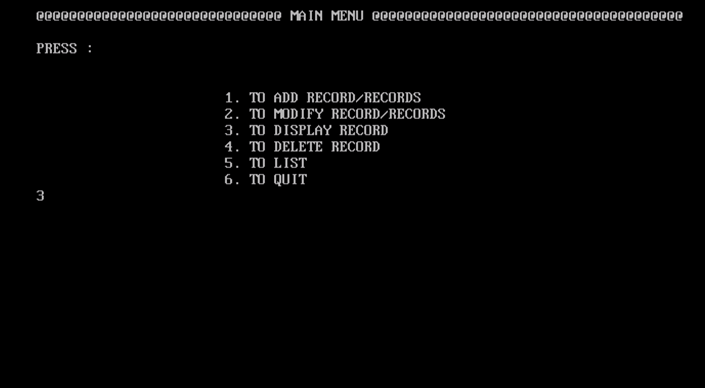 @@@@@@@@@@@@@@@@@@@@@@@@@@@@@@ MAIN MENU @@@@@@@@@@@@@@@@@@@@@@@@@@@@@@@@@@@@@@
PRESS :
1. TO ADD RECORD/RECORDS
2. TO MODIFY RECORD/RECORDS
3. TO DISPLAY RECORD
4. TO DELETE RECORD
5. TO LIST
6. TO QUIT
3